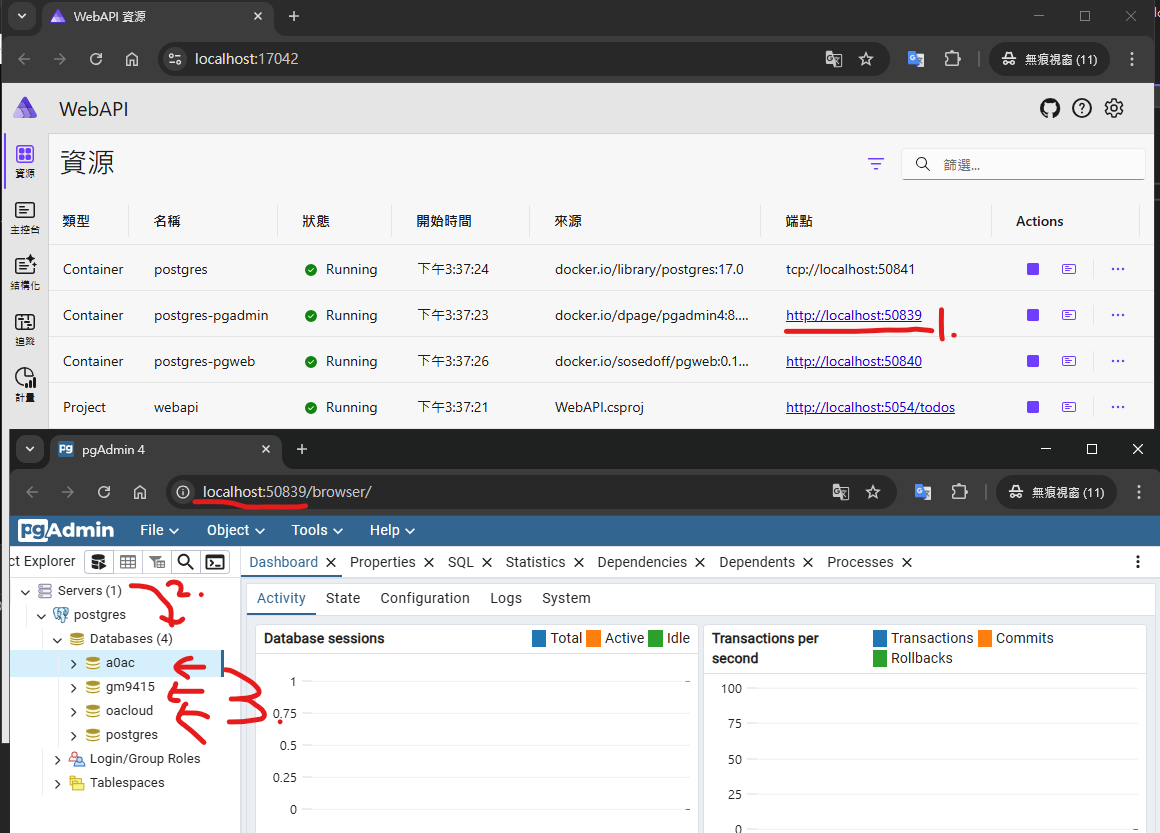 WebAPI 資源
localhost:17042
無痕視窗 (11)
WebAPI
資源
篩選...
資源
主控台
結構化
追蹤
計量
類型 名稱 狀態 開始時間 來源 端點 Actions
Container postgres Running 下午3:37:24 docker.io/library/postgres:17.0 tcp://localhost:50841
Container postgres-pgadmin Running 下午3:37:23 docker.io/dpage/pgadmin4:8.... http://localhost:50839 1.
Container postgres-pgweb Running 下午3:37:26 docker.io/sosedoff/pgweb:0.1... http://localhost:50840
Project webapi Running 下午3:37:21 WebAPI.csproj http://localhost:5054/todos
pgAdmin 4
localhost:50839/browser/
無痕視窗 (11)
pgAdmin File Object Tools Help
ct Explorer
Dashboard Properties SQL Statistics Dependencies Dependents Processes
Servers (1) 2.
postgres
Databases (4)
a0ac
gm9415
oacloud
postgres
Login/Group Roles
Tablespaces
3.
Activity State Configuration Logs System
Database sessions Total Active Idle
1
0.75
0.5
0.25
0
Transactions per second Transactions Commits
Rollbacks
100
75
50
25
0